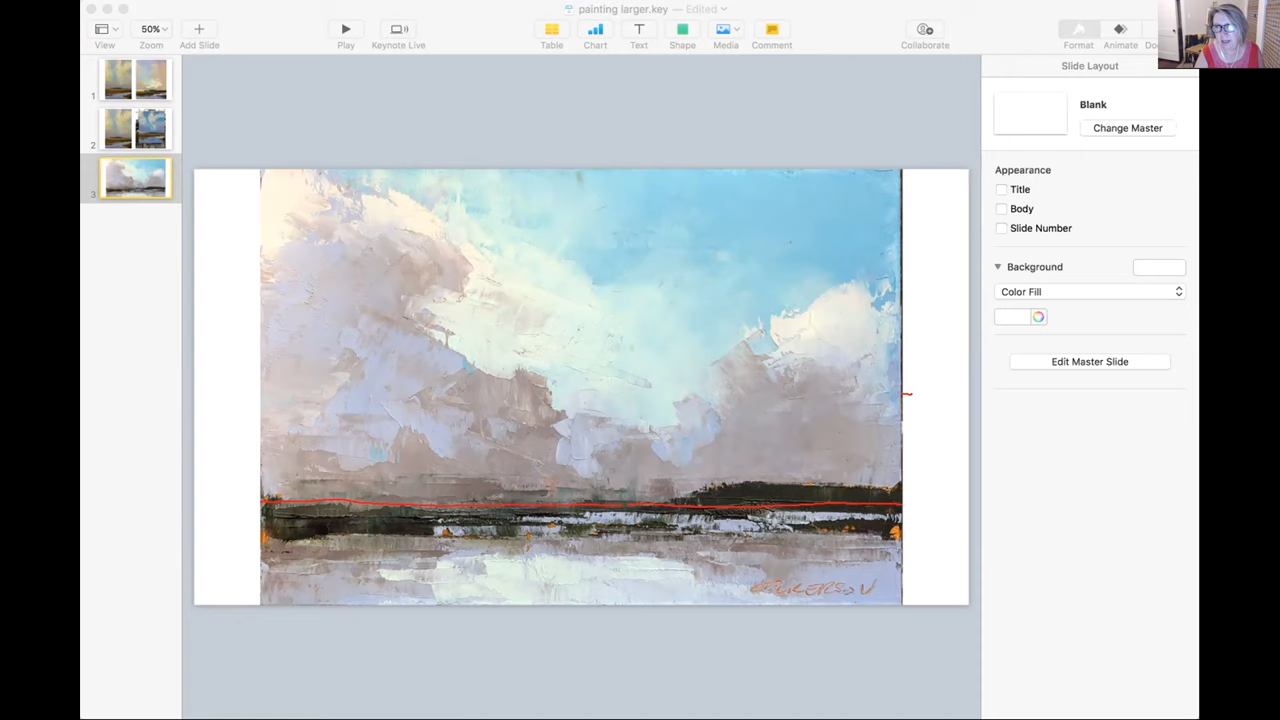 painting larger.key — Edited
50%
View Zoom Add Slide Play Keynote Live Table Chart Text Shape Media Comment Collaborate Format Animate
Slide Layout
1
Blank
Change Master
2
Appearance
Title
3
Body
Slide Number
Background
Color Fill
Edit Master Slide